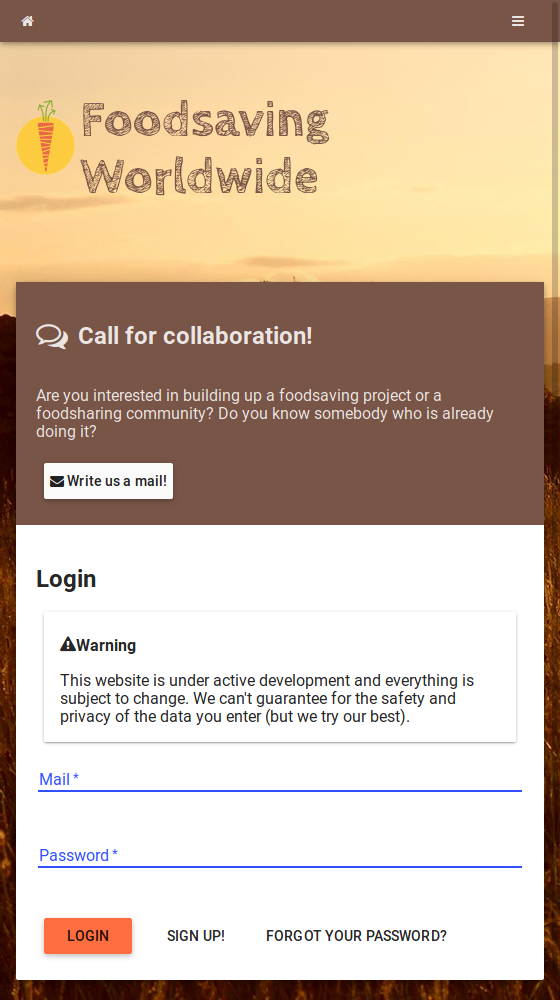 Foodsaving
Worldwide
Call for collaboration!
Are you interested in building up a foodsaving project or a
foodsharing community? Do you know somebody who is already
doing it?
Write us a mail!
Login
Warning
This website is under active development and everything is
subject to change. We can't guarantee for the safety and
privacy of the data you enter (but we try our best).
Mail *
Password *
LOGIN SIGN UP! FORGOT YOUR PASSWORD?